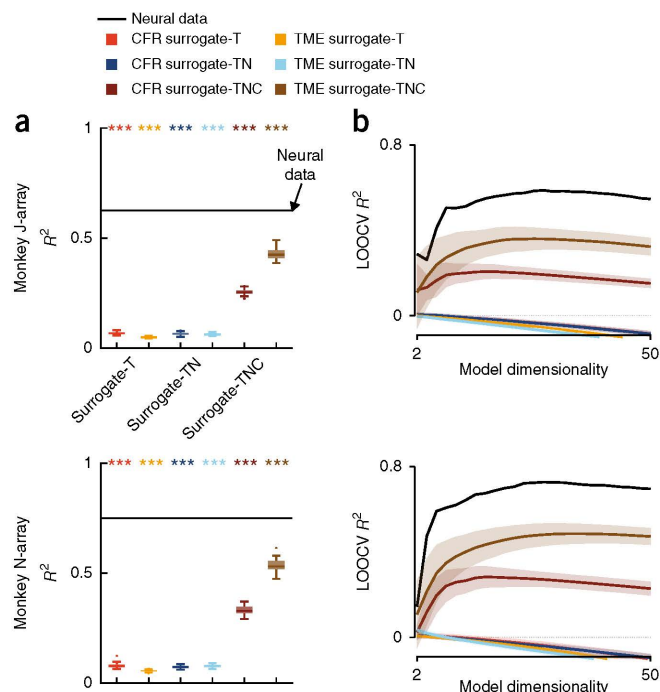 Neural data
CFR surrogate-T
TME surrogate-T
CFR surrogate-TN
TME surrogate-TN
CFR surrogate-TNC
TME surrogate-TNC
a
b
1
*** *** *** *** *** ***
Neural
data
Monkey J-array
R²
0.5
0
Surrogate-T
Surrogate-TN
Surrogate-TNC
0.8
LOOCV R²
0
2
50
Model dimensionality
1
*** *** *** *** *** ***
Monkey N-array
R²
0.5
0
0.8
LOOCV R²
0
2
50
Model dimensionality